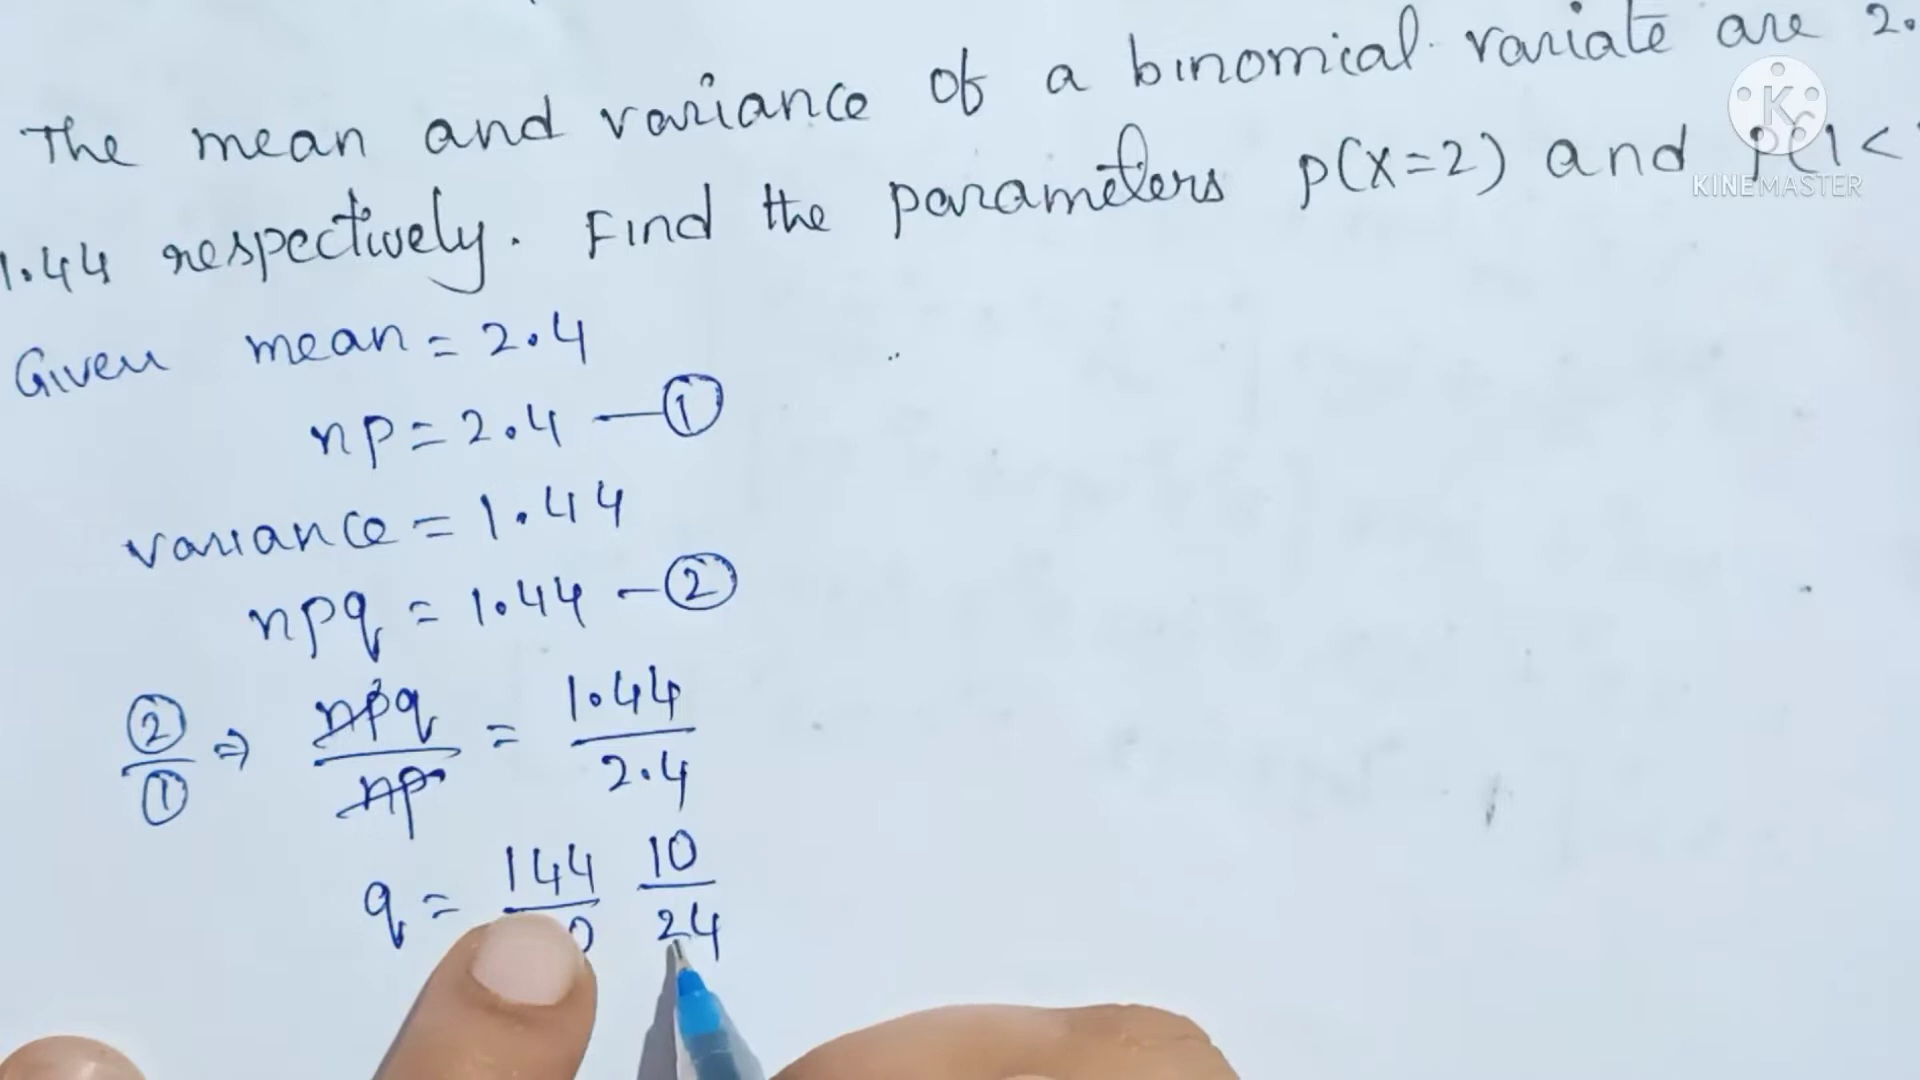 The mean and variance of a binomial variate are 2.
1.44 respectively. Find the parameters p(X=2) and p(1<
KINEMASTER
Given mean = 2.4
np = 2.4 — ①
variance = 1.44
npq = 1.44 — ②
②/① ⇒ npq/np = 1.44/2.4
q = 144/ 10/24